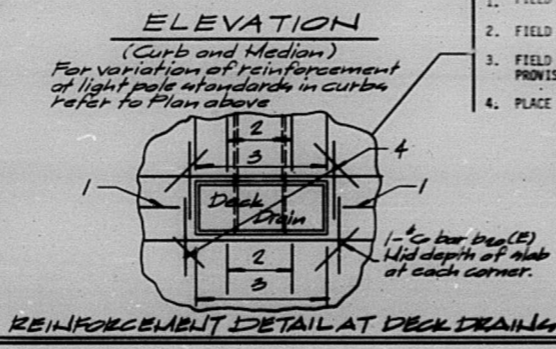 ELEVATION
(Curb and Median)
For variation of reinforcement
at light pole standards in curbs
refer to Plan above
2. FIELD
3. FIELD
PROVIS
4. PLACE
2
3
4
1
1
Deck
Drain
1-#6 bar b20(E)
Mid depth of slab
at each corner.
2
3
REINFORCEMENT DETAIL AT DECK DRAINS